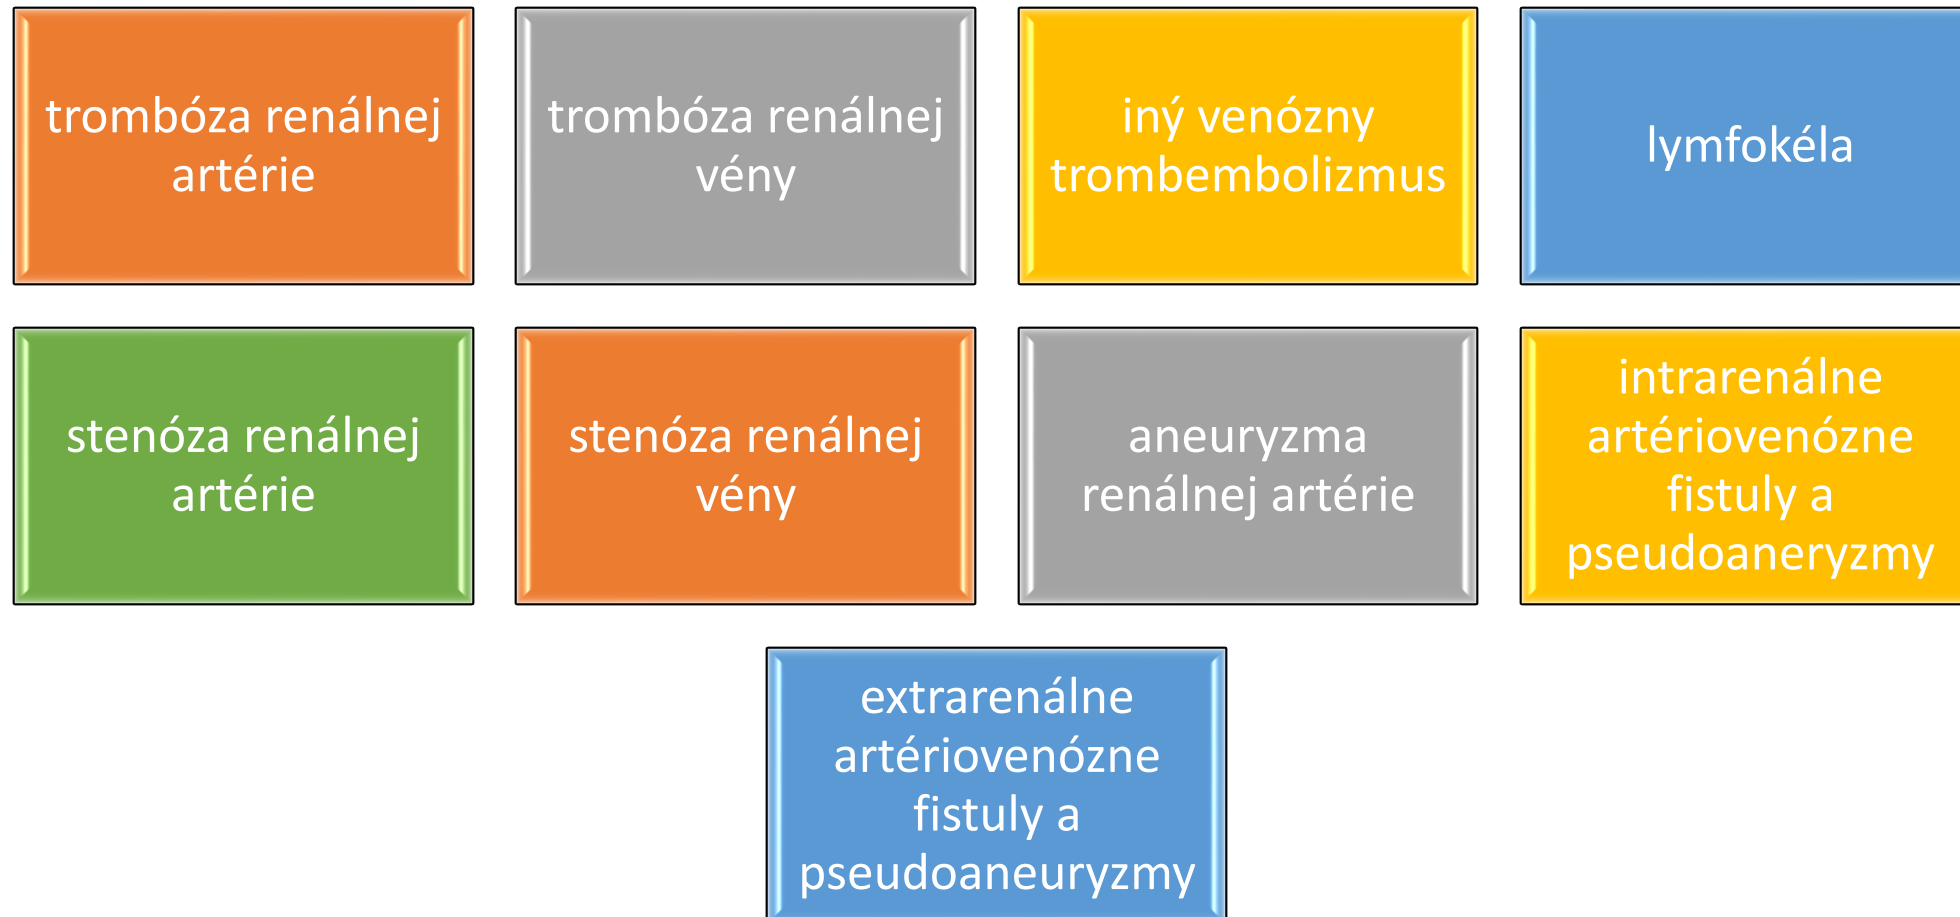 trombóza renálnej
artérie
trombóza renálnej
vény
iný venózny
trombembolizmus
lymfokéla
stenóza renálnej
artérie
stenóza renálnej
vény
aneuryzma
renálnej artérie
intrarenálne
artériovenózne
fistuly a
pseudoaneryzmy
extrarenálne
artériovenózne
fistuly a
pseudoaneuryzmy